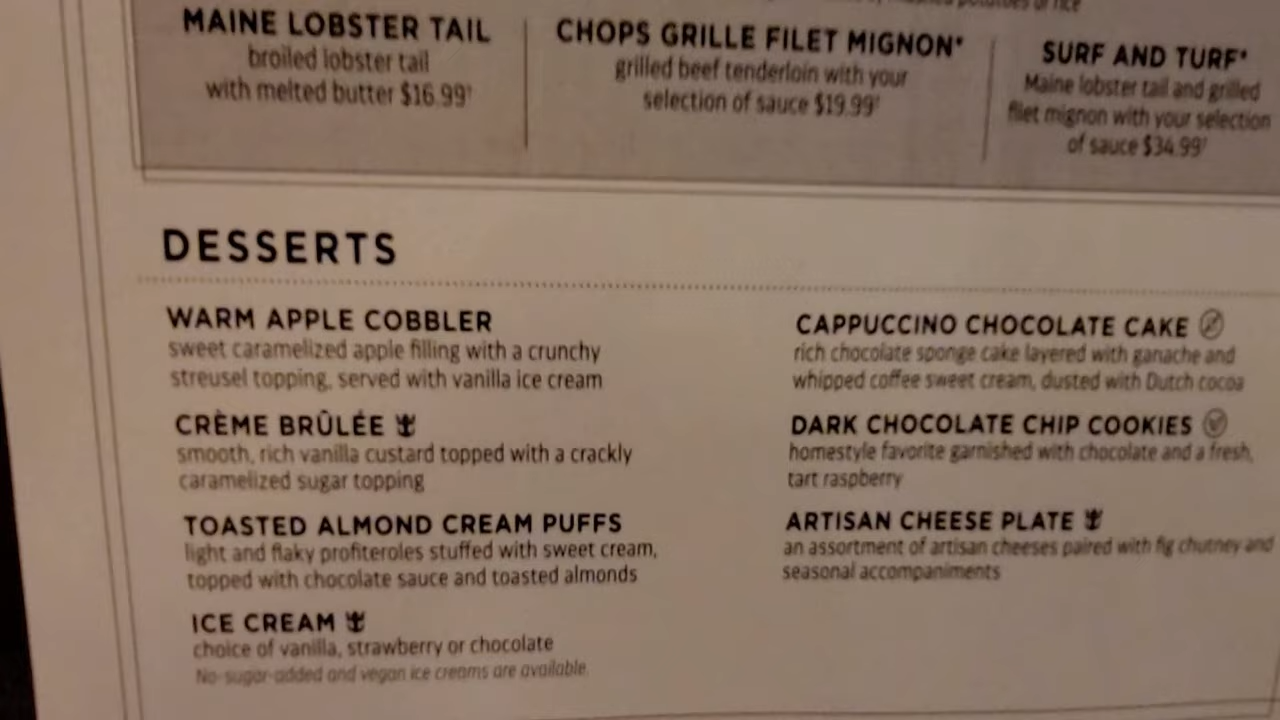 mashed potatoes or rice
MAINE LOBSTER TAIL
broiled lobster tail
with melted butter $16.99†
CHOPS GRILLE FILET MIGNON*
grilled beef tenderloin with your
selection of sauce $19.99†
SURF AND TURF*
Maine lobster tail and grilled
filet mignon with your selection
of sauce $34.99†
DESSERTS
WARM APPLE COBBLER
sweet caramelized apple filling with a crunchy
streusel topping, served with vanilla ice cream
CRÈME BRÛLÉE
smooth, rich vanilla custard topped with a crackly
caramelized sugar topping
TOASTED ALMOND CREAM PUFFS
light and flaky profiteroles stuffed with sweet cream,
topped with chocolate sauce and toasted almonds
ICE CREAM
choice of vanilla, strawberry or chocolate
No-sugar-added and vegan ice creams are available.
CAPPUCCINO CHOCOLATE CAKE
rich chocolate sponge cake layered with ganache and
whipped coffee sweet cream, dusted with Dutch cocoa
DARK CHOCOLATE CHIP COOKIES
homestyle favorite garnished with chocolate and a fresh,
tart raspberry
ARTISAN CHEESE PLATE
an assortment of artisan cheeses paired with fig chutney and
seasonal accompaniments